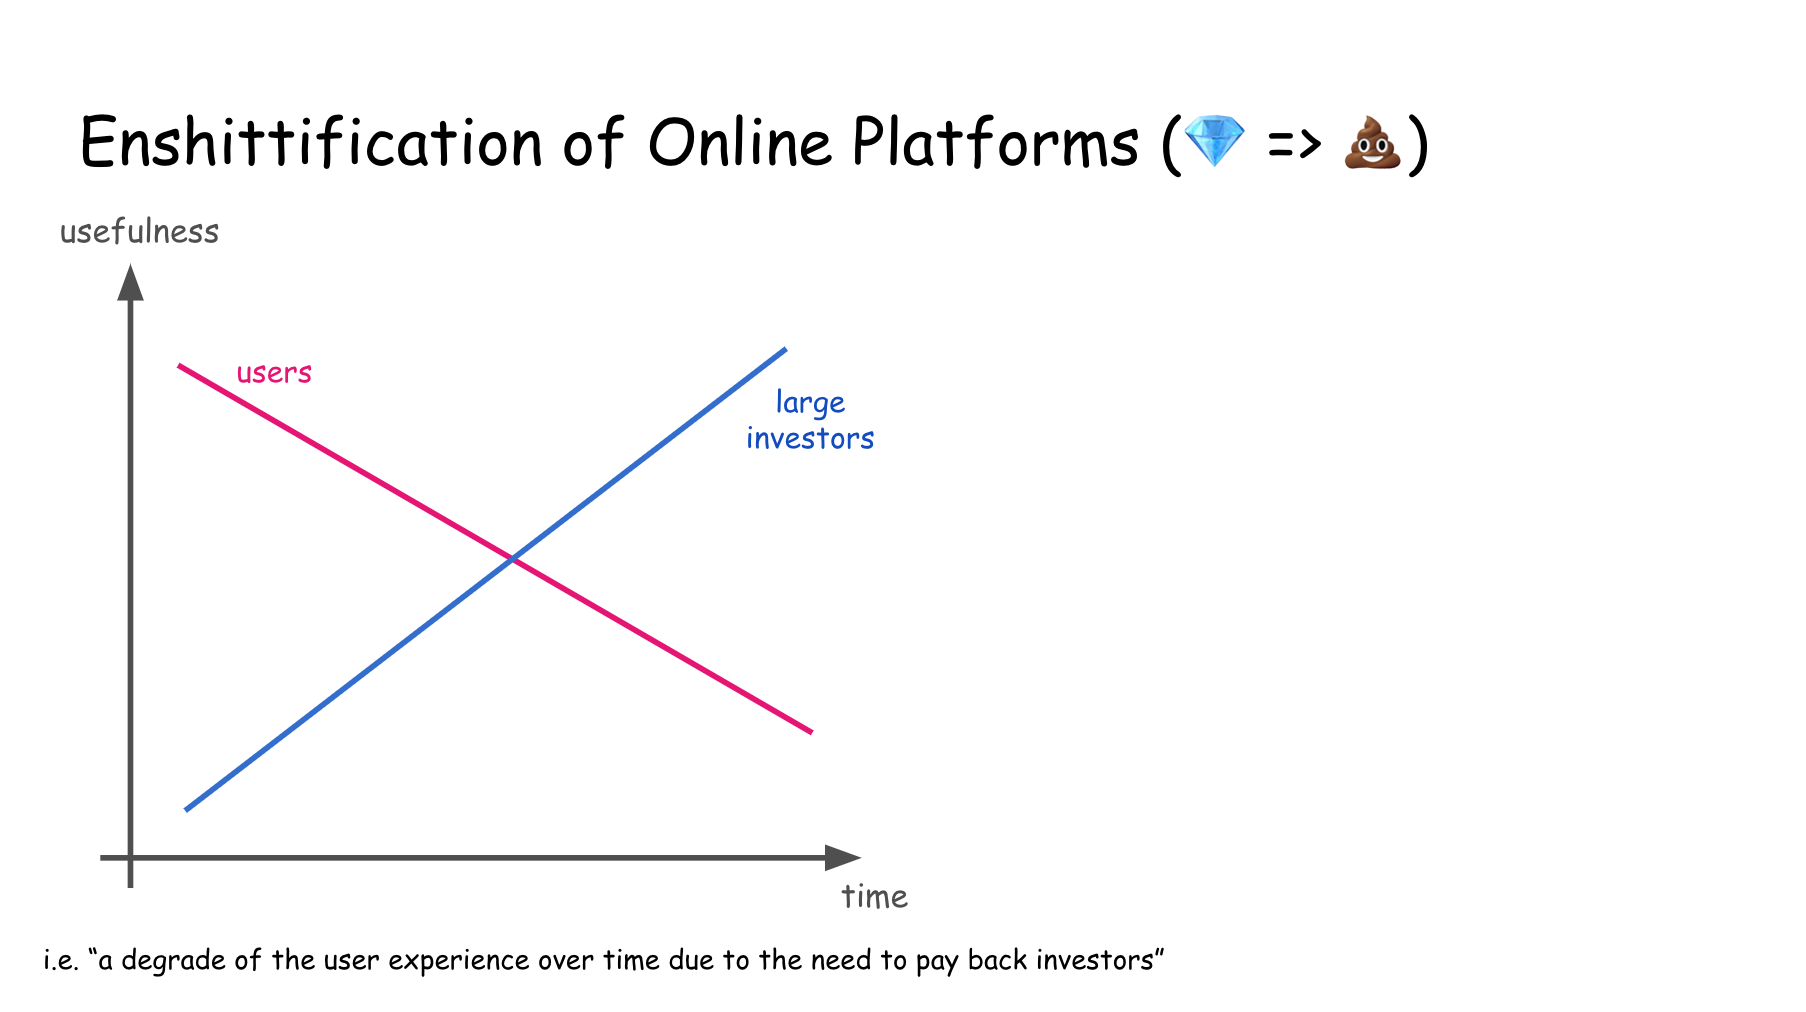 Enshittification of Online Platforms (💎 => 💩)
usefulness
users
large
investors
time
i.e. “a degrade of the user experience over time due to the need to pay back investors”